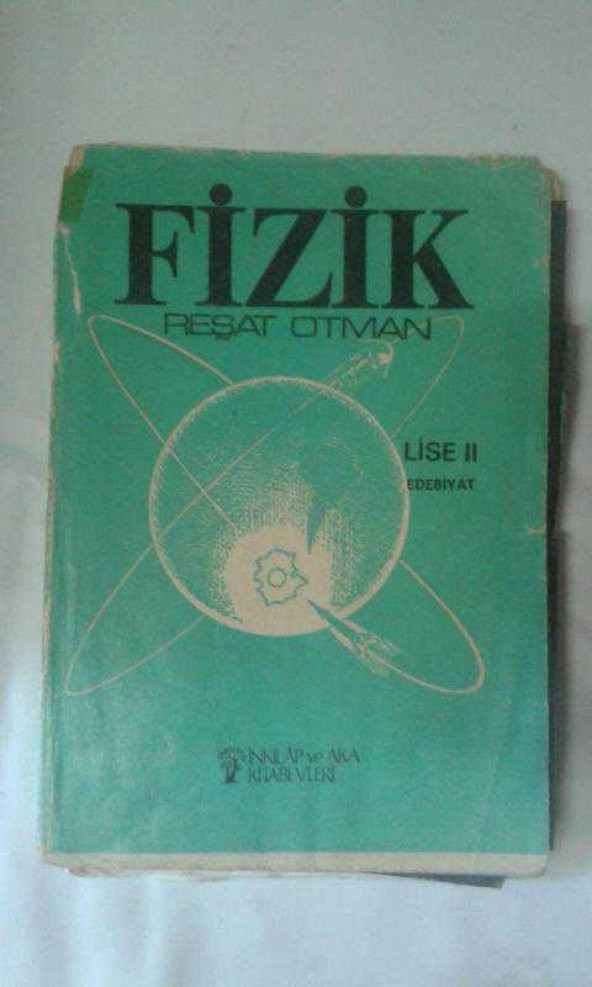 FİZİK
REŞAT OTMAN
LİSE II
EDEBİYAT
İNKILÂP ve AKA
KİTABEVLERİ